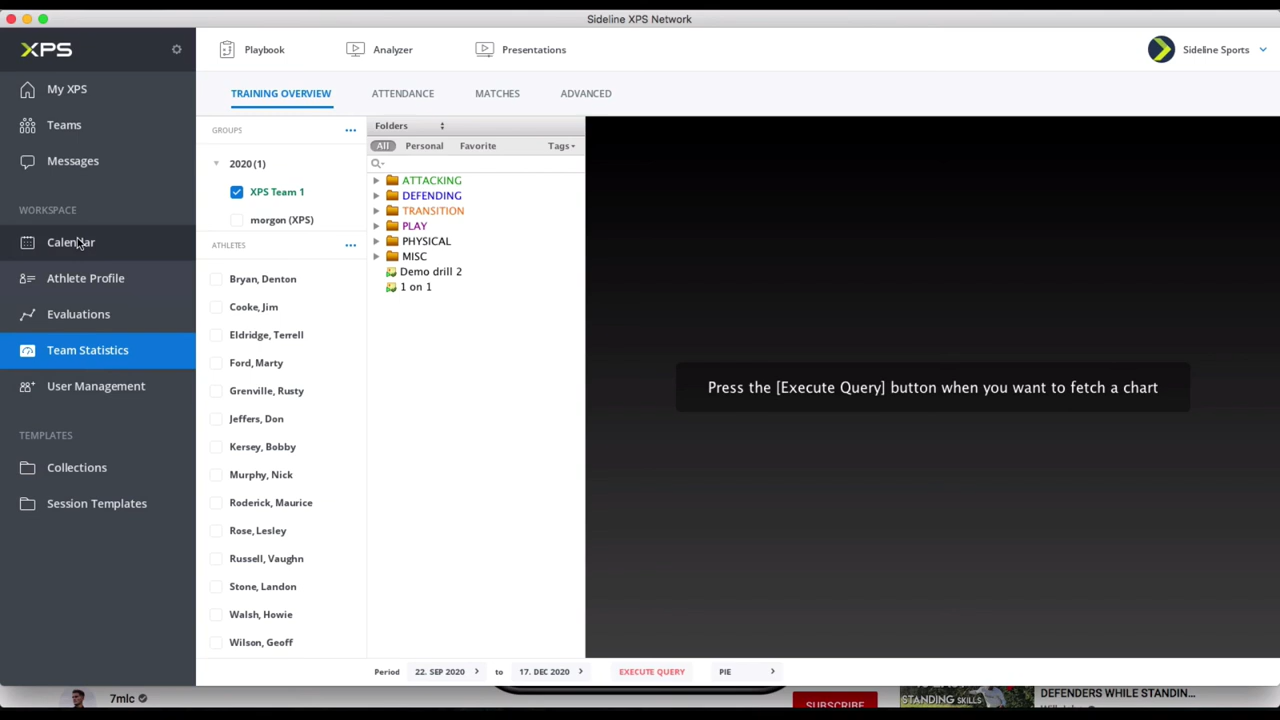 Sideline XPS Network
XPS
Playbook
Analyzer
Presentations
Sideline Sports
My XPS
Teams
Messages
WORKSPACE
Calendar
Athlete Profile
Evaluations
Team Statistics
User Management
TEMPLATES
Collections
Session Templates
TRAINING OVERVIEW
ATTENDANCE
MATCHES
ADVANCED
GROUPS
2020 (1)
XPS Team 1
morgon (XPS)
ATHLETES
Bryan, Denton
Cooke, Jim
Eldridge, Terrell
Ford, Marty
Grenville, Rusty
Jeffers, Don
Kersey, Bobby
Murphy, Nick
Roderick, Maurice
Rose, Lesley
Russell, Vaughn
Stone, Landon
Walsh, Howie
Wilson, Geoff
Folders
All Personal Favorite Tags
ATTACKING
DEFENDING
TRANSITION
PLAY
PHYSICAL
MISC
Demo drill 2
1 on 1
Press the [Execute Query] button when you want to fetch a chart
Period 22. SEP 2020 to 17. DEC 2020 EXECUTE QUERY PIE
7mlc
SUBSCRIBE
STANDING SKILLS
DEFENDERS WHILE STANDIN...